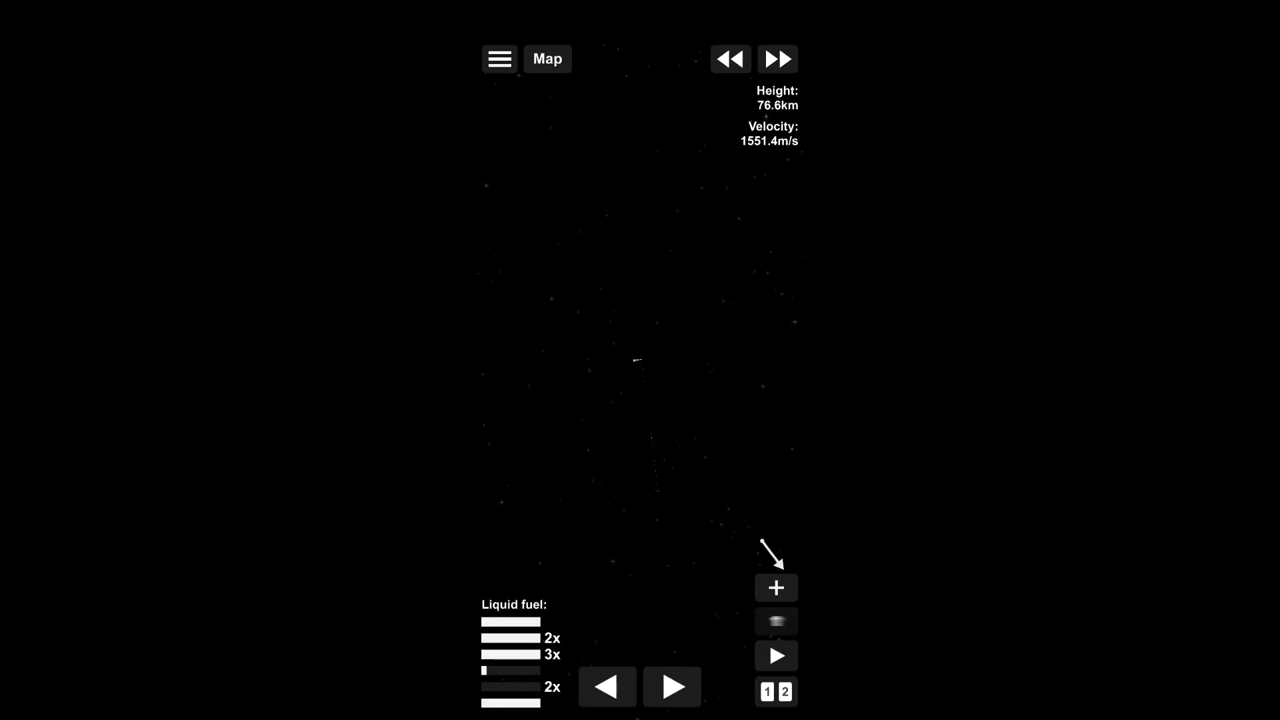 Map
Height:
76.6km
Velocity:
1551.4m/s
Liquid fuel:
2x
3x
2x
1 2